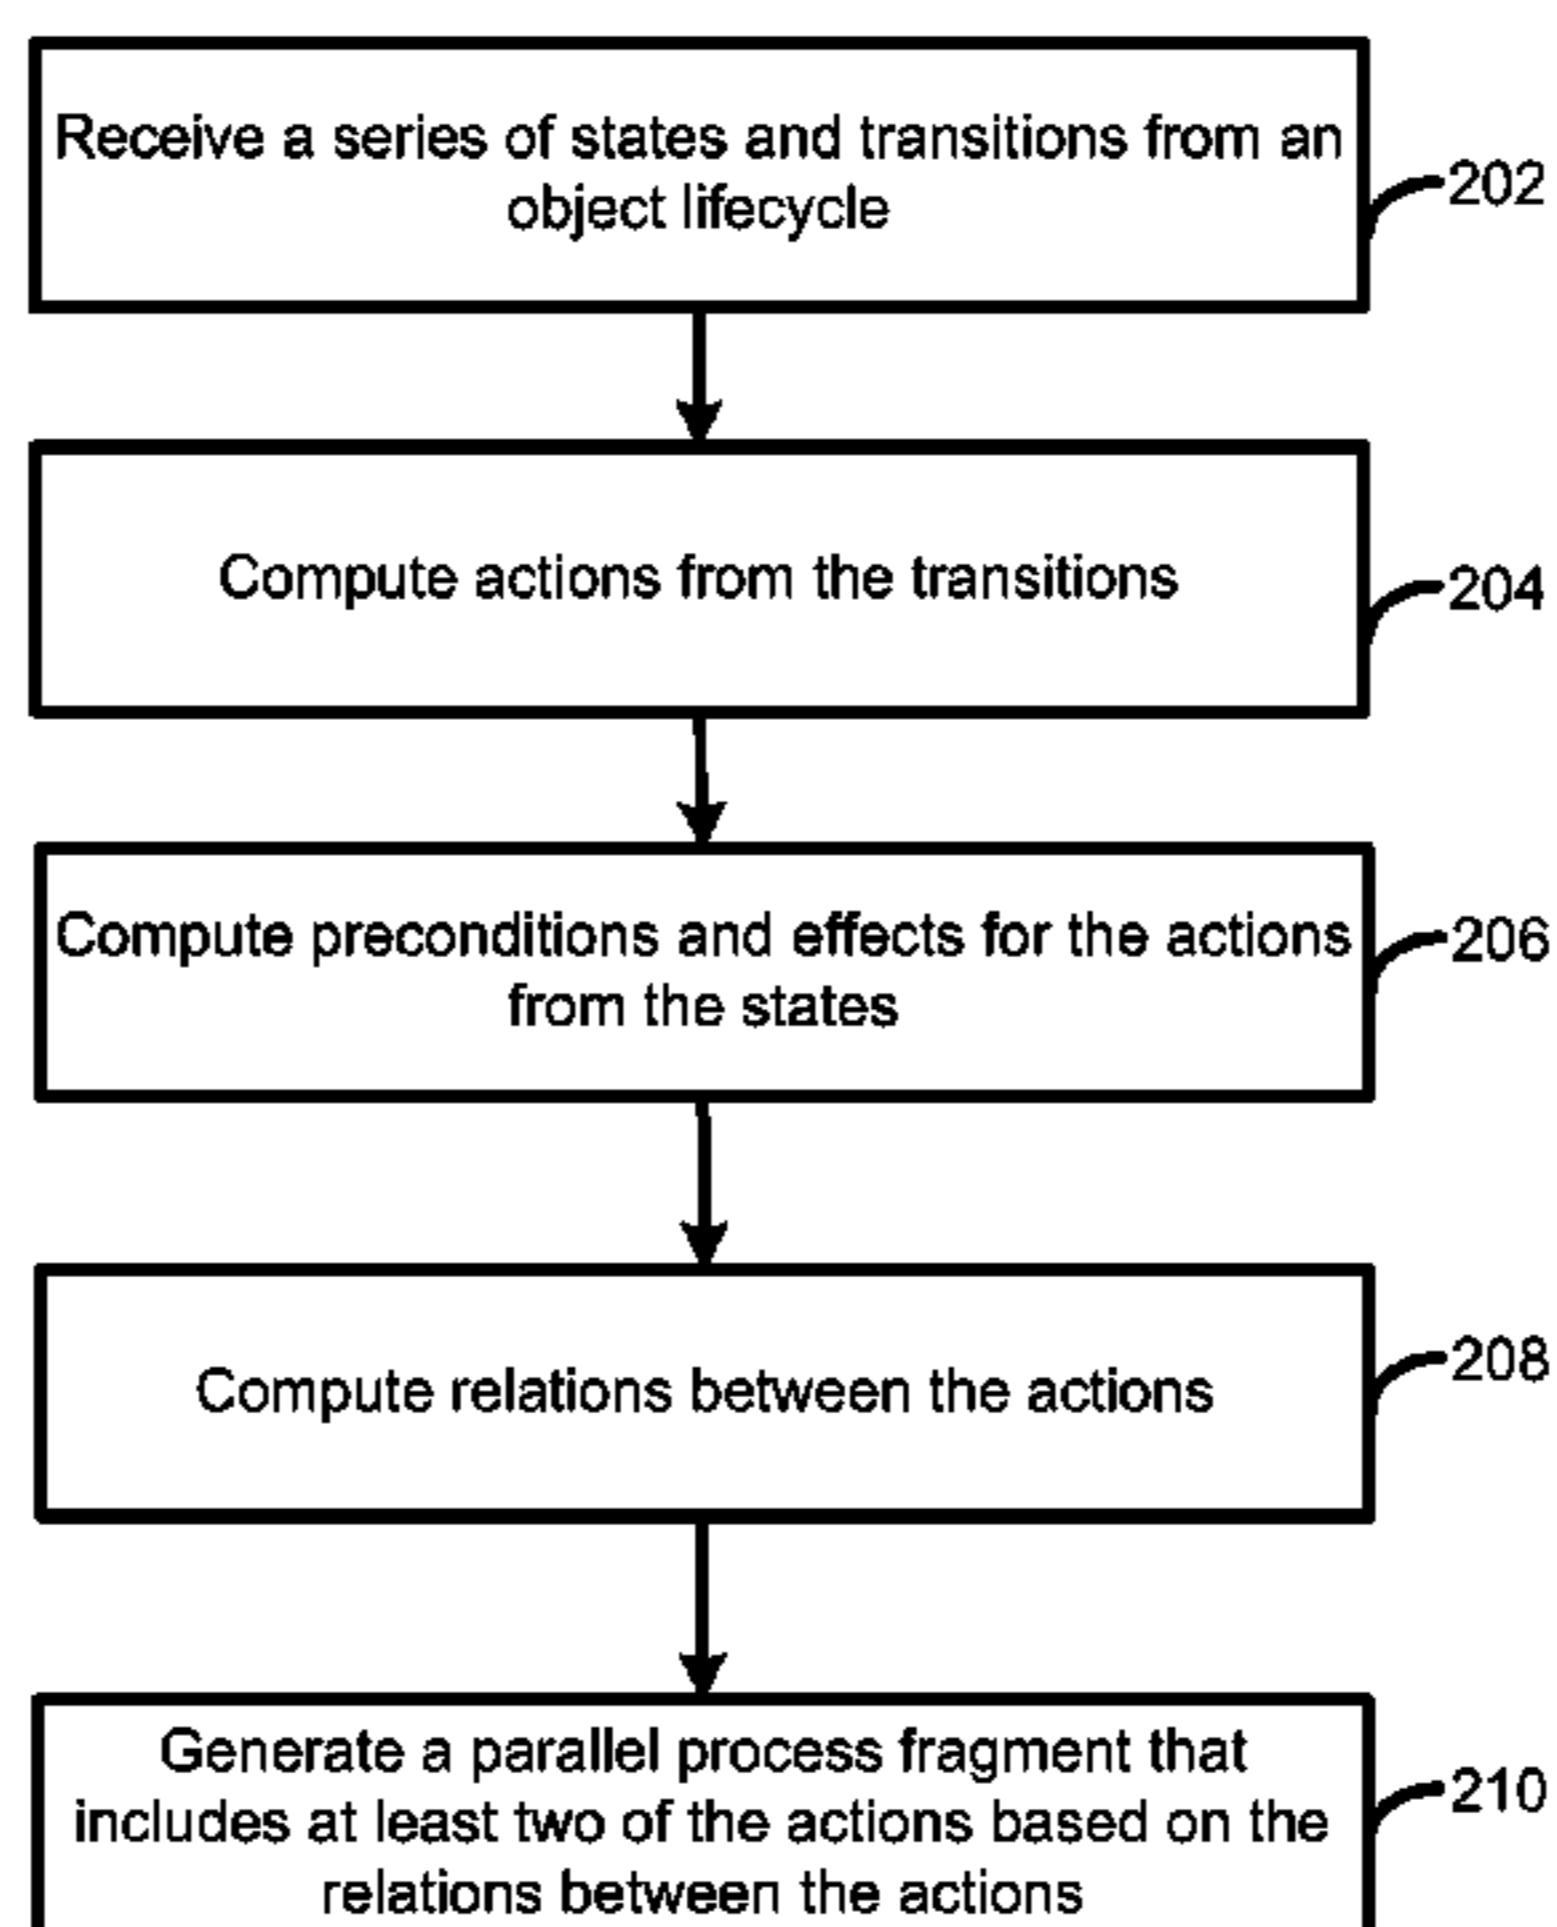 Receive a series of states and transitions from an
object lifecycle
202
Compute actions from the transitions
204
Compute preconditions and effects for the actions
from the states
206
Compute relations between the actions
208
Generate a parallel process fragment that
includes at least two of the actions based on the
relations between the actions
210